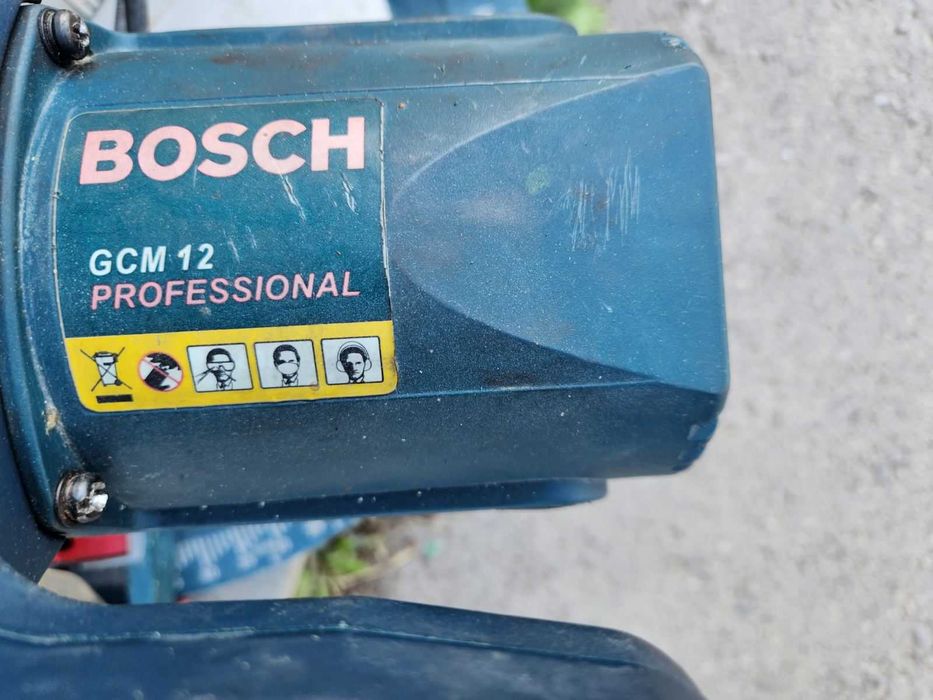 BOSCH
GCM 12
PROFESSIONAL